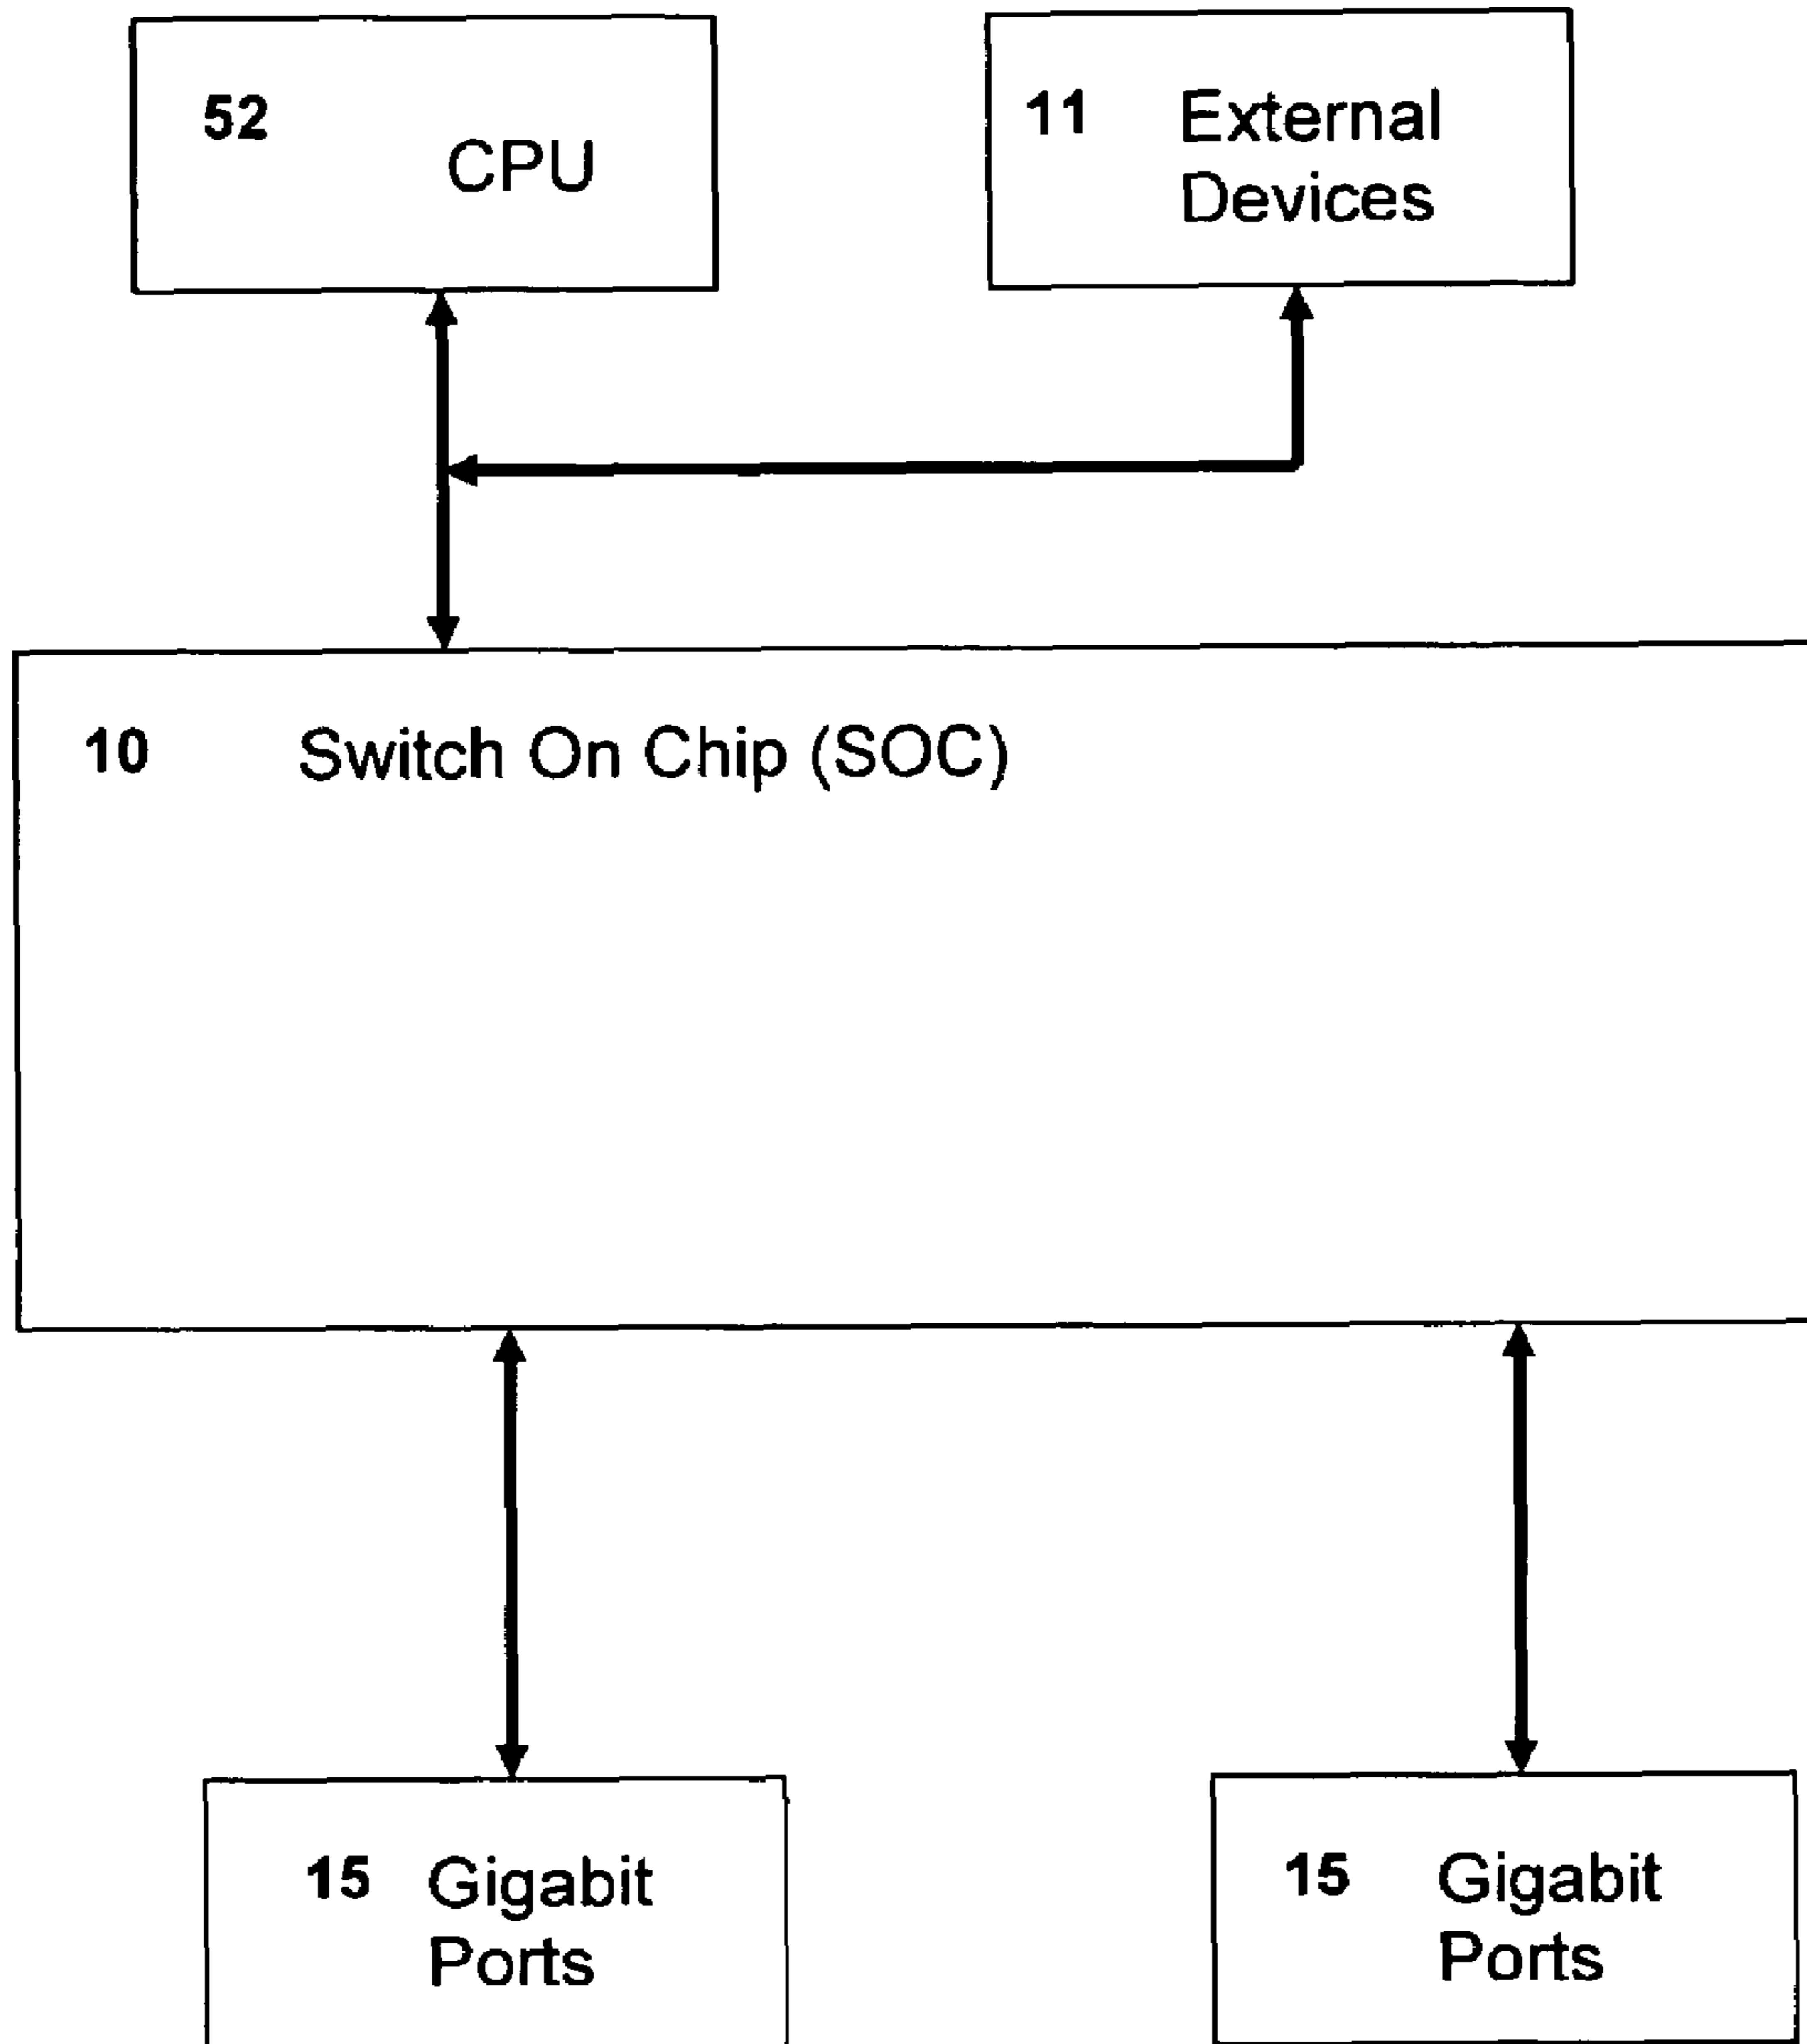 52
CPU
11 External
Devices
10 Switch On Chip (SOC)
15 Gigabit
Ports
15 Gigabit
Ports